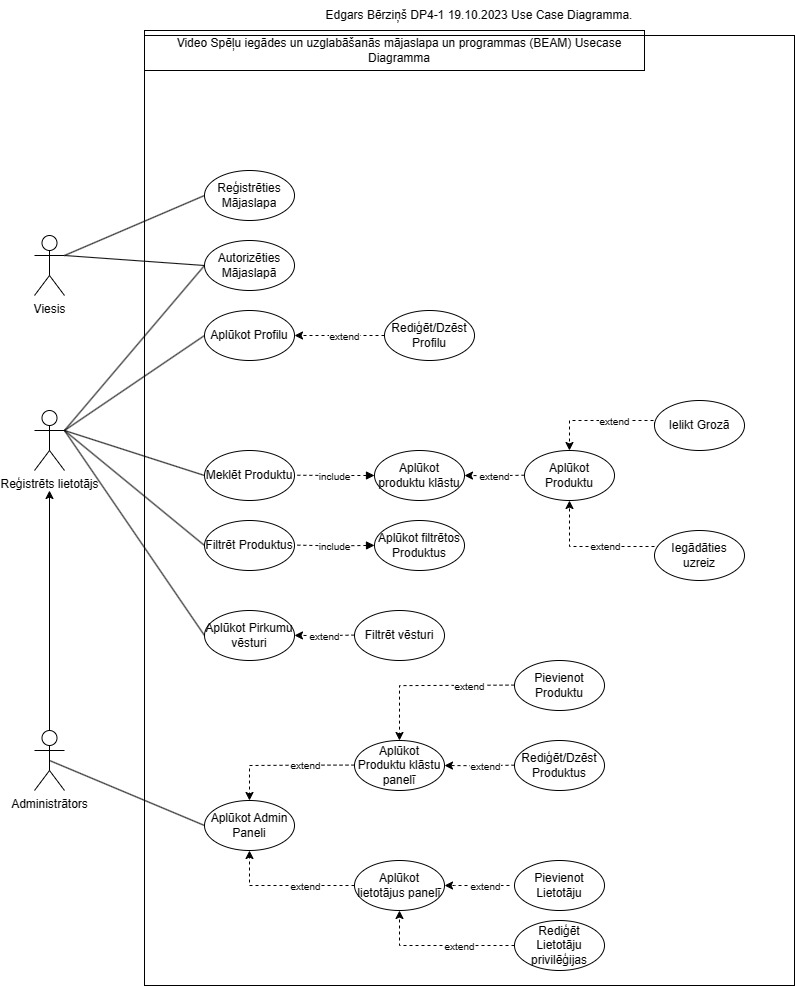 Edgars Bērziņš DP4-1 19.10.2023 Use Case Diagramma.
Video Spēļu iegādes un uzglabāšanās mājaslapa un programmas (BEAM) Usecase
Diagramma
Reģistrēties
Mājaslapa
Autorizēties
Mājaslapā
Viesis
Aplūkot Profilu
extend
Rediģēt/Dzēst
Profilu
Ielikt Grozā
extend
Reģistrēts lietotājs
Meklēt Produktu
include
Aplūkot
produktu klāstu
extend
Aplūkot
Produktu
Filtrēt Produktus
include
Aplūkot filtrētos
Produktus
extend
Iegādāties
uzreiz
Aplūkot Pirkumu
vēsturi
extend
Filtrēt vēsturi
Pievienot
Produktu
extend
Aplūkot
Produktu klāstu
panelī
extend
Rediģēt/Dzēst
Produktus
extend
Administrātors
Aplūkot Admin
Paneli
extend
Aplūkot
lietotājus panelī
extend
Pievienot
Lietotāju
extend
Rediģēt
Lietotāju
privilēģijas